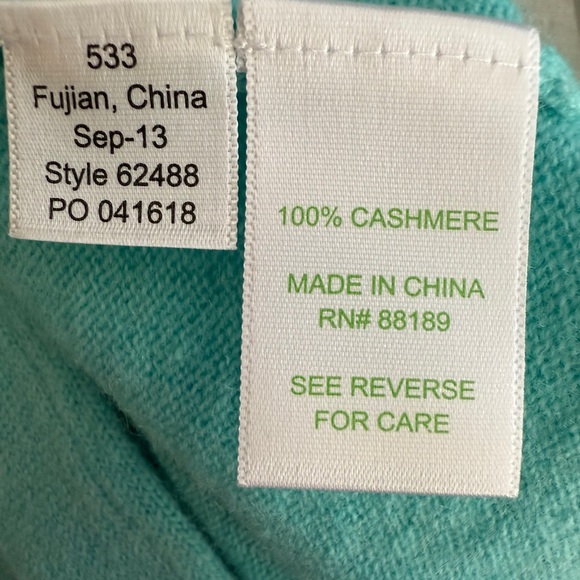 533
Fujian, China
Sep-13
Style 62488
PO 041618
100% CASHMERE
MADE IN CHINA
RN# 88189
SEE REVERSE
FOR CARE